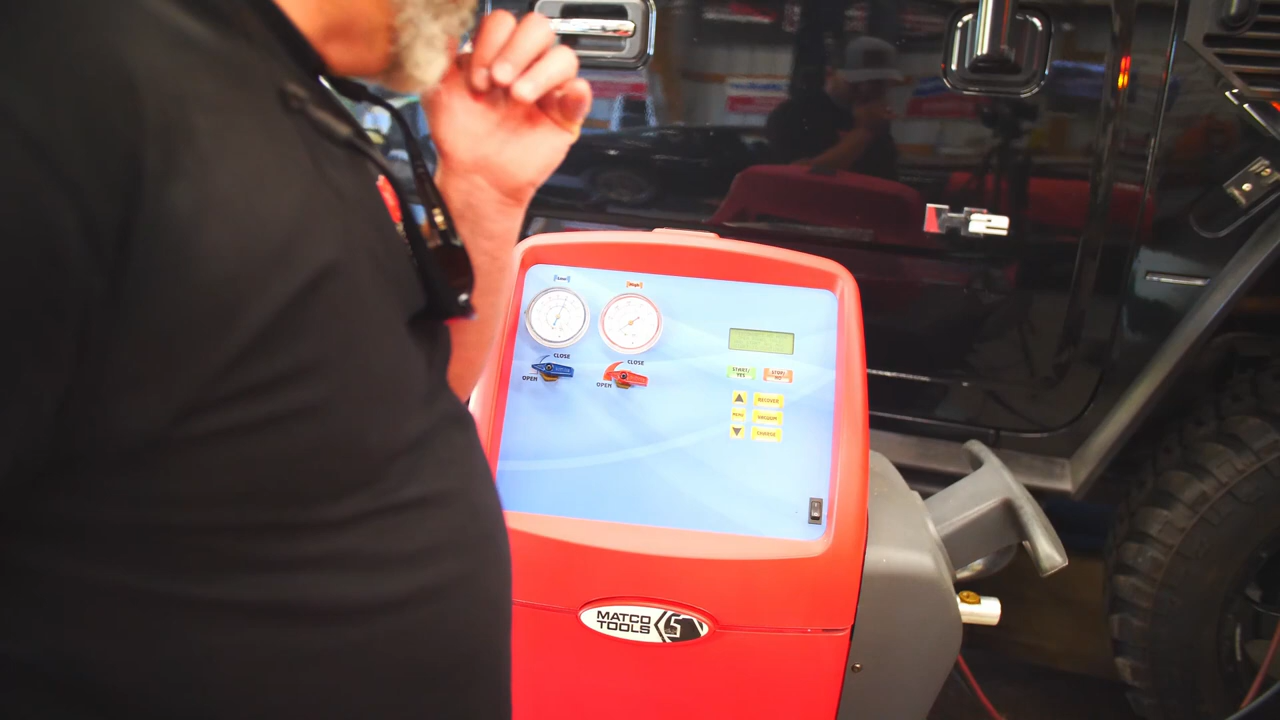 Low
High
CLOSE
OPEN
CLOSE
OPEN
START/
YES
STOP/
NO
RECOVER
MENU
VACUUM
CHARGE
MATCO
TOOLS